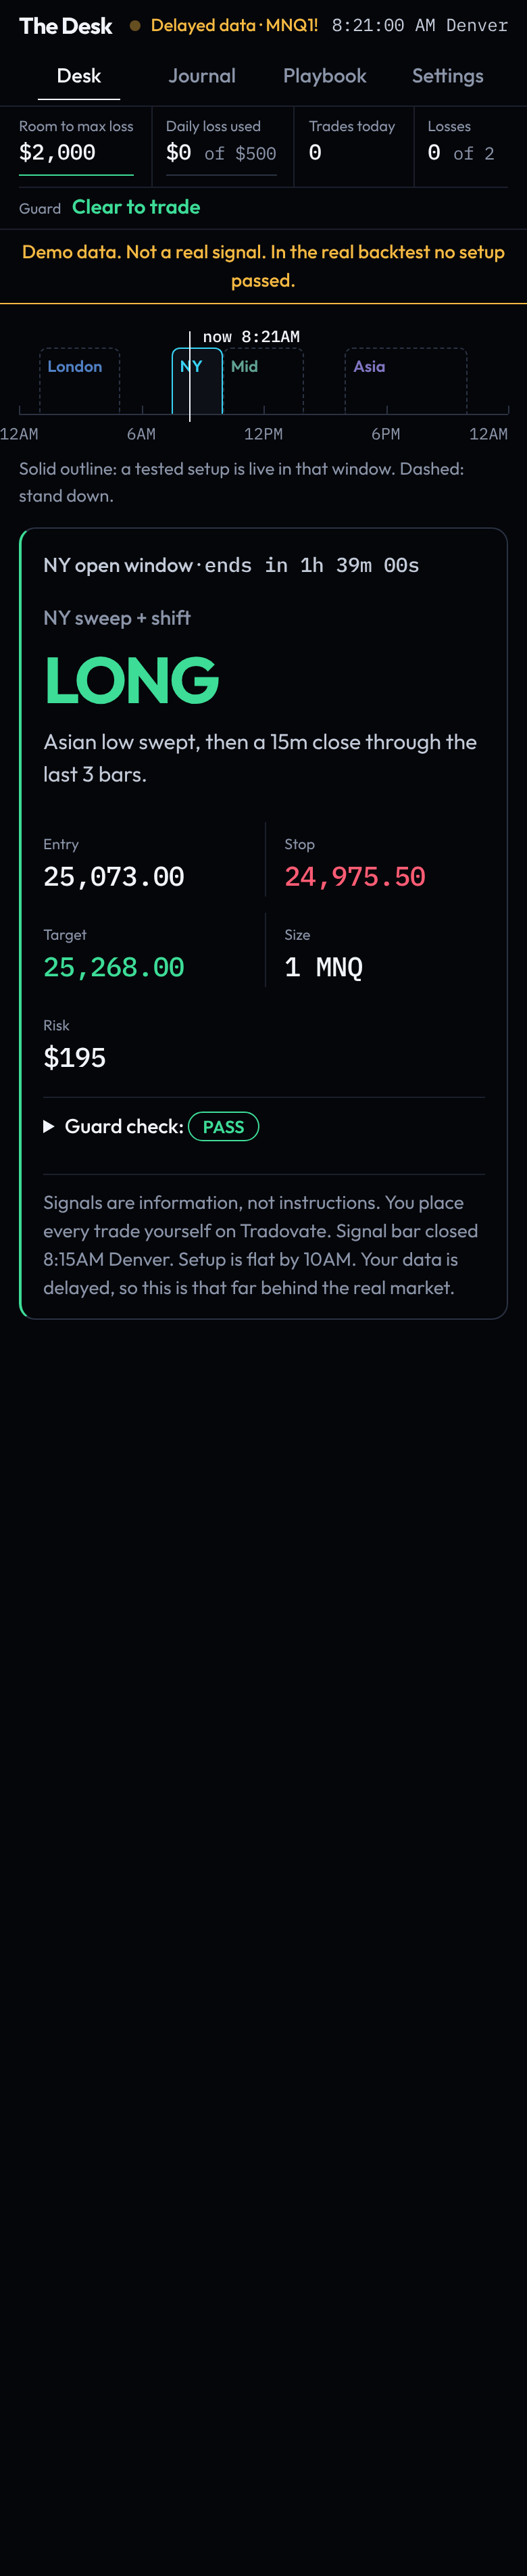 The Desk
Delayed data · MNQ1!
8:21:00 AM Denver
Desk
Journal
Playbook
Settings
Room to max loss
$2,000
Daily loss used
$0 of $500
Trades today
0
Losses
0 of 2
Guard Clear to trade
Demo data. Not a real signal. In the real backtest no setup
passed.
now 8:21AM
London
NY
Mid
Asia
12AM
6AM
12PM
6PM
12AM
Solid outline: a tested setup is live in that window. Dashed:
stand down.
NY open window · ends in 1h 39m 00s
NY sweep + shift
LONG
Asian low swept, then a 15m close through the
last 3 bars.
Entry
25,073.00
Stop
24,975.50
Target
25,268.00
Size
1 MNQ
Risk
$195
Guard check: PASS
Signals are information, not instructions. You place
every trade yourself on Tradovate. Signal bar closed
8:15AM Denver. Setup is flat by 10AM. Your data is
delayed, so this is that far behind the real market.